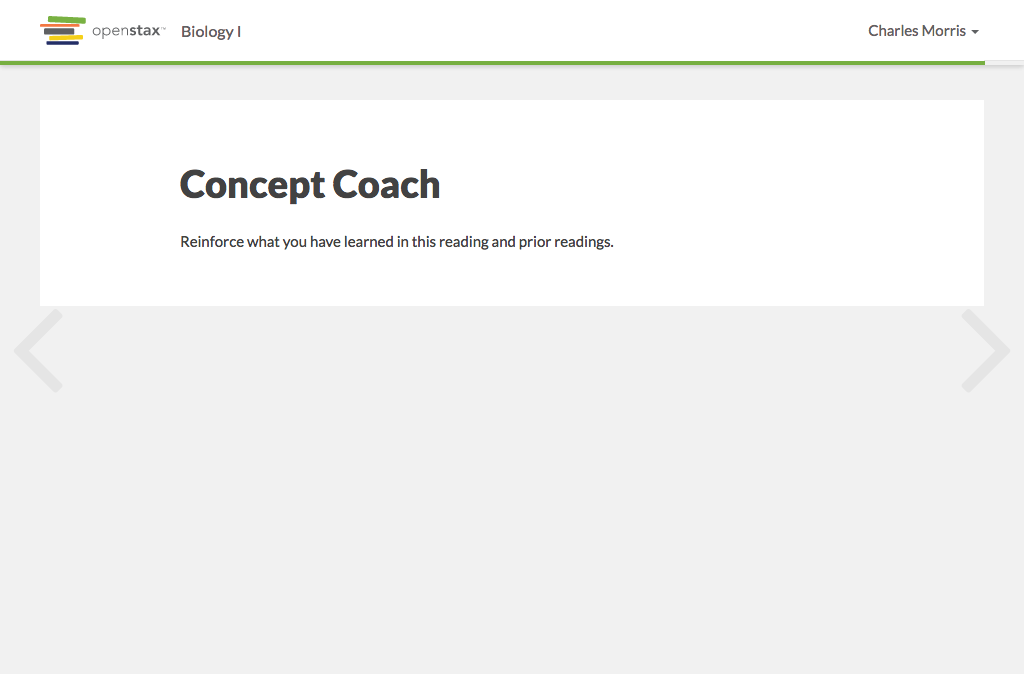 openstax™ Biology I Charles Morris
Concept Coach
Reinforce what you have learned in this reading and prior readings.